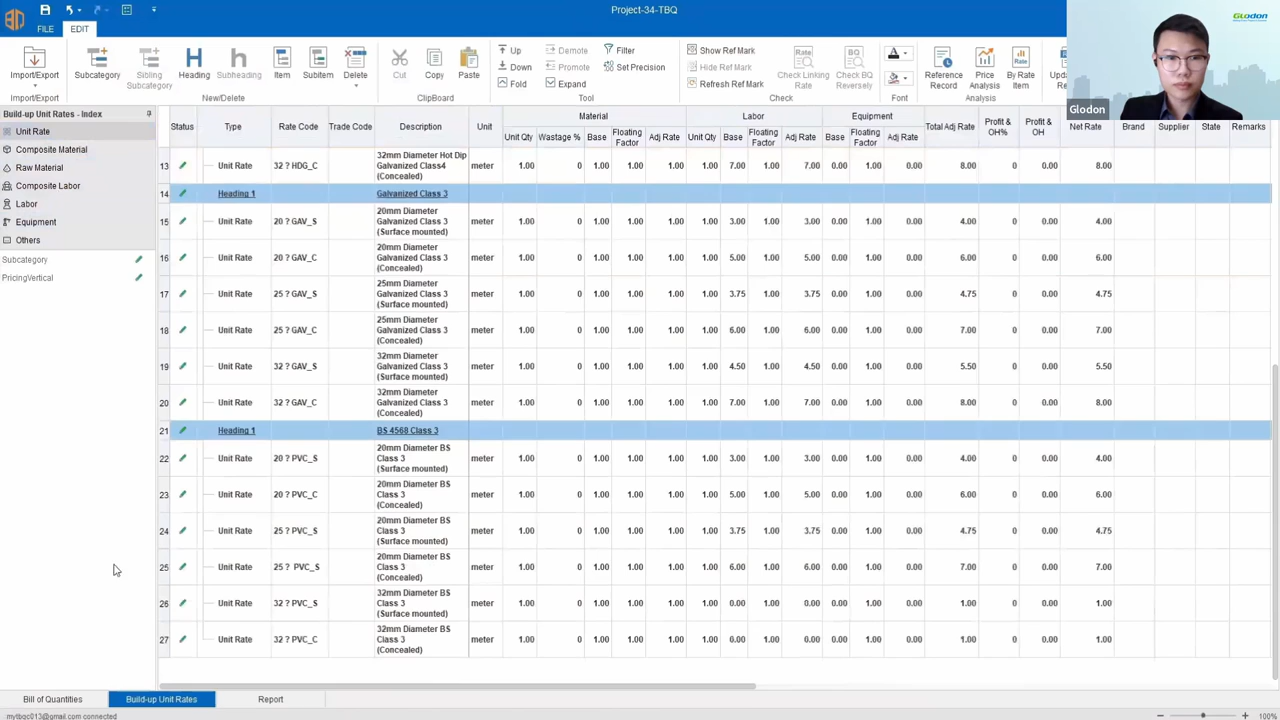 Project-34-TBQ
Glodon
FILE EDIT
Import/Export Subcategory Sibling Subcategory Heading Subheading Item Subitem Delete Cut Copy Paste
Up Demote Filter
Down Promote Set Precision
Fold Expand
Show Ref Mark
Hide Ref Mark
Refresh Ref Mark
Check Linking Rate Check BQ Reversely Reference Record Price Analysis By Rate Item
Import/Export New/Delete ClipBoard Tool Check Font Analysis
Glodon
Build-up Unit Rates - Index
Unit Rate
Composite Material
Raw Material
Composite Labor
Labor
Equipment
Others
Subcategory
PricingVertical
Status Type Rate Code Trade Code Description Unit Material Labor Equipment Total Adj Rate Profit & OH% Profit & OH Net Rate Brand Supplier State Remarks
Unit Qty Wastage % Base Floating Factor Adj Rate Unit Qty Base Floating Factor Adj Rate Base Floating Factor Adj Rate
13 Unit Rate 32 ? HDG_C 32mm Diameter Hot Dip Galvanized Class4 (Concealed) meter 1.00 0 1.00 1.00 1.00 1.00 7.00 1.00 7.00 0.00 1.00 0.00 8.00 0 0.00 8.00
14 Heading 1 Galvanized Class 3
15 Unit Rate 20 ? GAV_S 20mm Diameter Galvanized Class 3 (Surface mounted) meter 1.00 0 1.00 1.00 1.00 1.00 3.00 1.00 3.00 0.00 1.00 0.00 4.00 0 0.00 4.00
16 Unit Rate 20 ? GAV_C 20mm Diameter Galvanized Class 3 (Concealed) meter 1.00 0 1.00 1.00 1.00 1.00 5.00 1.00 5.00 0.00 1.00 0.00 6.00 0 0.00 6.00
17 Unit Rate 25 ? GAV_S 25mm Diameter Galvanized Class 3 (Surface mounted) meter 1.00 0 1.00 1.00 1.00 1.00 3.75 1.00 3.75 0.00 1.00 0.00 4.75 0 0.00 4.75
18 Unit Rate 25 ? GAV_C 25mm Diameter Galvanized Class 3 (Concealed) meter 1.00 0 1.00 1.00 1.00 1.00 6.00 1.00 6.00 0.00 1.00 0.00 7.00 0 0.00 7.00
19 Unit Rate 32 ? GAV_S 32mm Diameter Galvanized Class 3 (Surface mounted) meter 1.00 0 1.00 1.00 1.00 1.00 4.50 1.00 4.50 0.00 1.00 0.00 5.50 0 0.00 5.50
20 Unit Rate 32 ? GAV_C 32mm Diameter Galvanized Class 3 (Concealed) meter 1.00 0 1.00 1.00 1.00 1.00 7.00 1.00 7.00 0.00 1.00 0.00 8.00 0 0.00 8.00
21 Heading 1 BS 4568 Class 3
22 Unit Rate 20 ? PVC_S 20mm Diameter BS Class 3 (Surface mounted) meter 1.00 0 1.00 1.00 1.00 1.00 3.00 1.00 3.00 0.00 1.00 0.00 4.00 0 0.00 4.00
23 Unit Rate 20 ? PVC_C 20mm Diameter BS Class 3 (Concealed) meter 1.00 0 1.00 1.00 1.00 1.00 5.00 1.00 5.00 0.00 1.00 0.00 6.00 0 0.00 6.00
24 Unit Rate 25 ? PVC_S 20mm Diameter BS Class 3 (Surface mounted) meter 1.00 0 1.00 1.00 1.00 1.00 3.75 1.00 3.75 0.00 1.00 0.00 4.75 0 0.00 4.75
25 Unit Rate 25 ? PVC_S 20mm Diameter BS Class 3 (Concealed) meter 1.00 0 1.00 1.00 1.00 1.00 6.00 1.00 6.00 0.00 1.00 0.00 7.00 0 0.00 7.00
26 Unit Rate 32 ? PVC_S 32mm Diameter BS Class 3 (Surface mounted) meter 1.00 0 1.00 1.00 1.00 1.00 0.00 1.00 0.00 0.00 1.00 0.00 1.00 0 0.00 1.00
27 Unit Rate 32 ? PVC_C 32mm Diameter BS Class 3 (Concealed) meter 1.00 0 1.00 1.00 1.00 1.00 0.00 1.00 0.00 0.00 1.00 0.00 1.00 0 0.00 1.00
Bill of Quantities Build-up Unit Rates Report
mytbqc013@gmail.com connected 100%